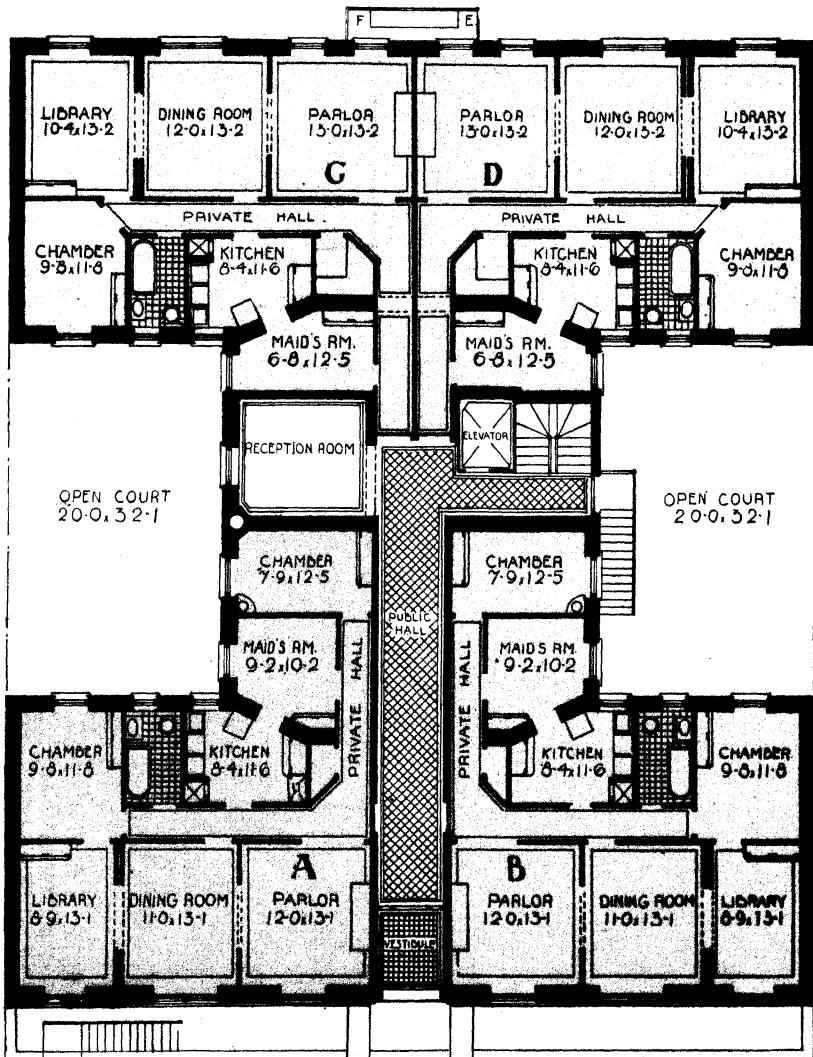 F
E
LIBRARY
10-4x13-2
DINING ROOM
12-0x13-2
PARLOR
13-0x13-2
C
PARLOR
13-0x13-2
D
DINING ROOM
12-0x13-2
LIBRARY
10-4x13-2
PRIVATE HALL
PRIVATE HALL
CHAMBER
9-8x11-8
KITCHEN
8-4x11-6
KITCHEN
8-4x11-6
CHAMBER
9-8x11-8
MAID'S RM.
6-8x12-5
MAID'S RM.
6-8x12-5
RECEPTION ROOM
ELEVATOR
OPEN COURT
20-0x32-1
OPEN COURT
20-0x32-1
CHAMBER
7-9x12-5
CHAMBER
7-9x12-5
PUBLIC
HALL
MAID'S RM.
9-2x10-2
MAID'S RM.
9-2x10-2
PRIVATE HALL
PRIVATE HALL
CHAMBER
9-8x11-8
KITCHEN
8-4x11-6
KITCHEN
8-4x11-6
CHAMBER
9-8x11-8
LIBRARY
8-9x13-1
DINING ROOM
11-0x13-1
A
PARLOR
12-0x13-1
VESTIBULE
B
PARLOR
12-0x13-1
DINING ROOM
11-0x13-1
LIBRARY
8-9x13-1